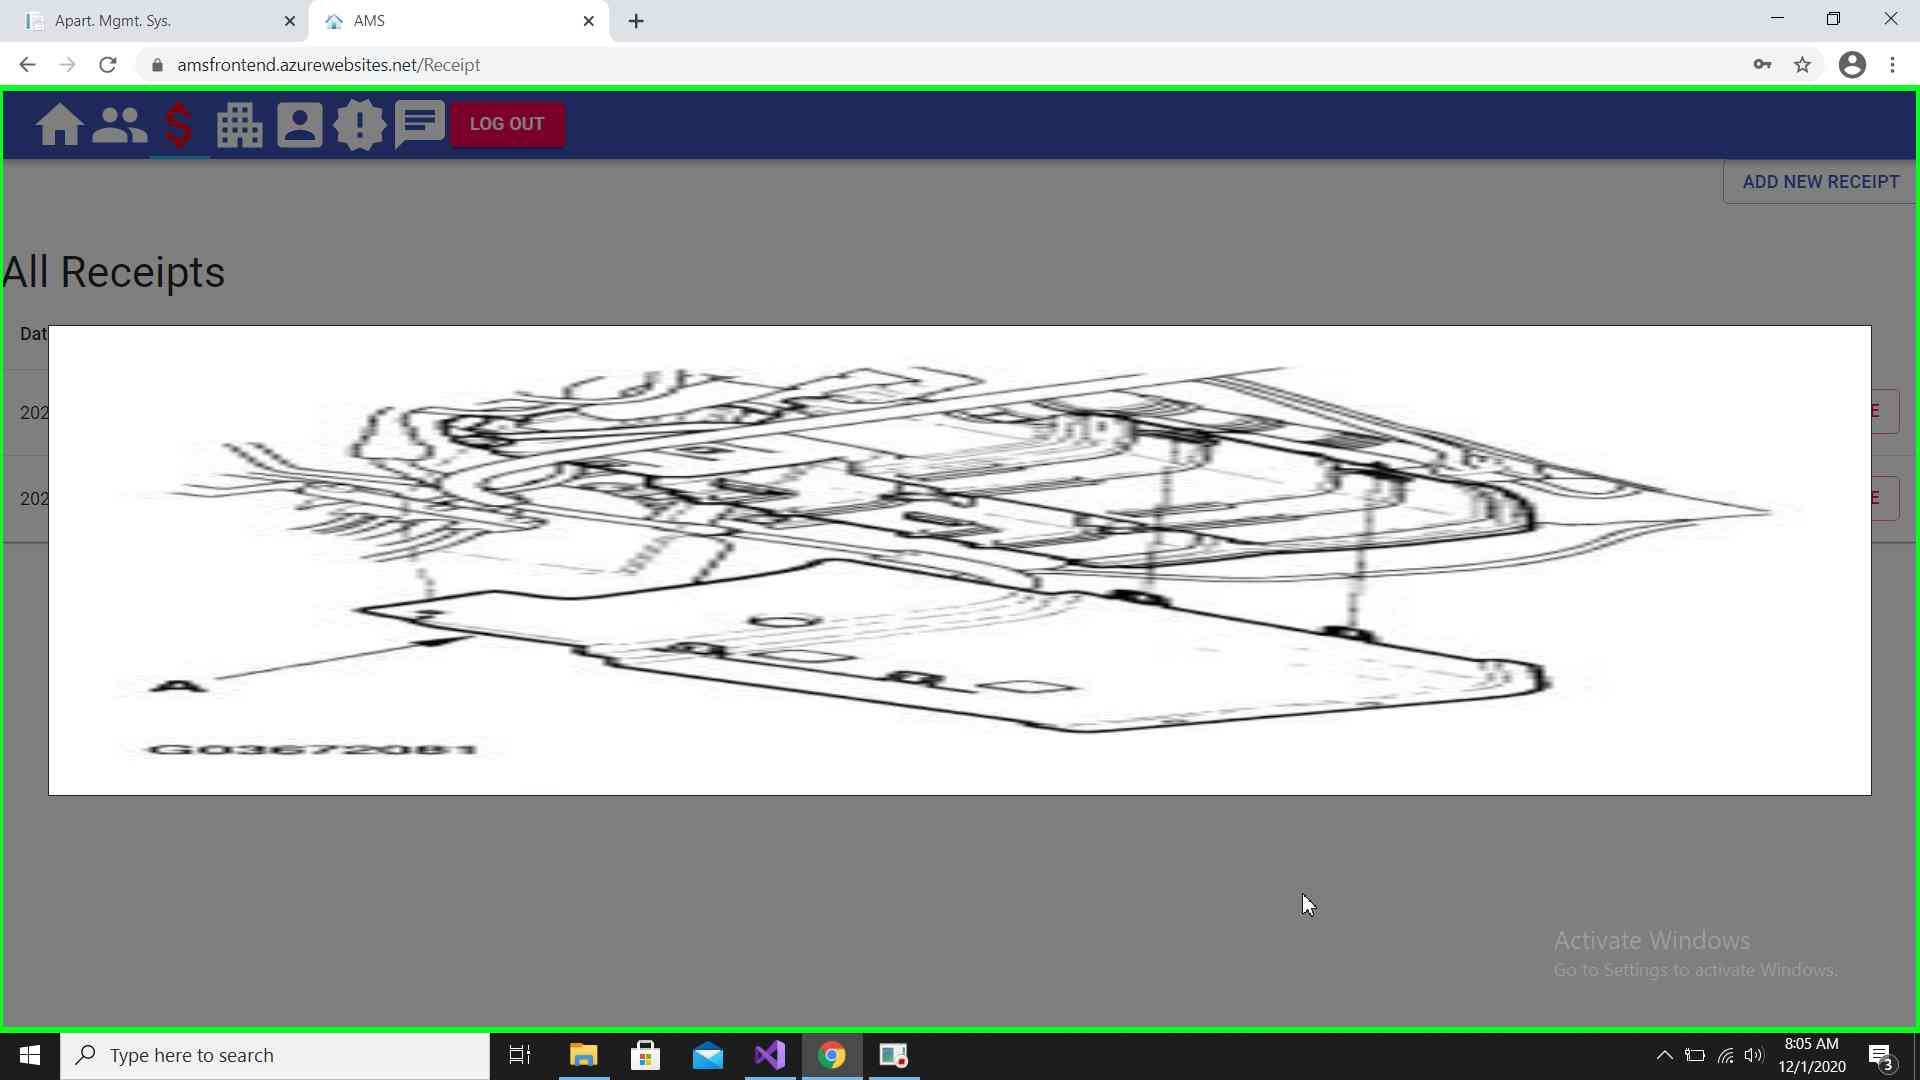 Apart. Mgmt. Sys.
AMS
amsfrontend.azurewebsites.net/Receipt
LOG OUT
ADD NEW RECEIPT
All Receipts
Dat
202
E
202
E
A
G03672081
Activate Windows
Go to Settings to activate Windows.
Type here to search
8:05 AM
12/1/2020
3